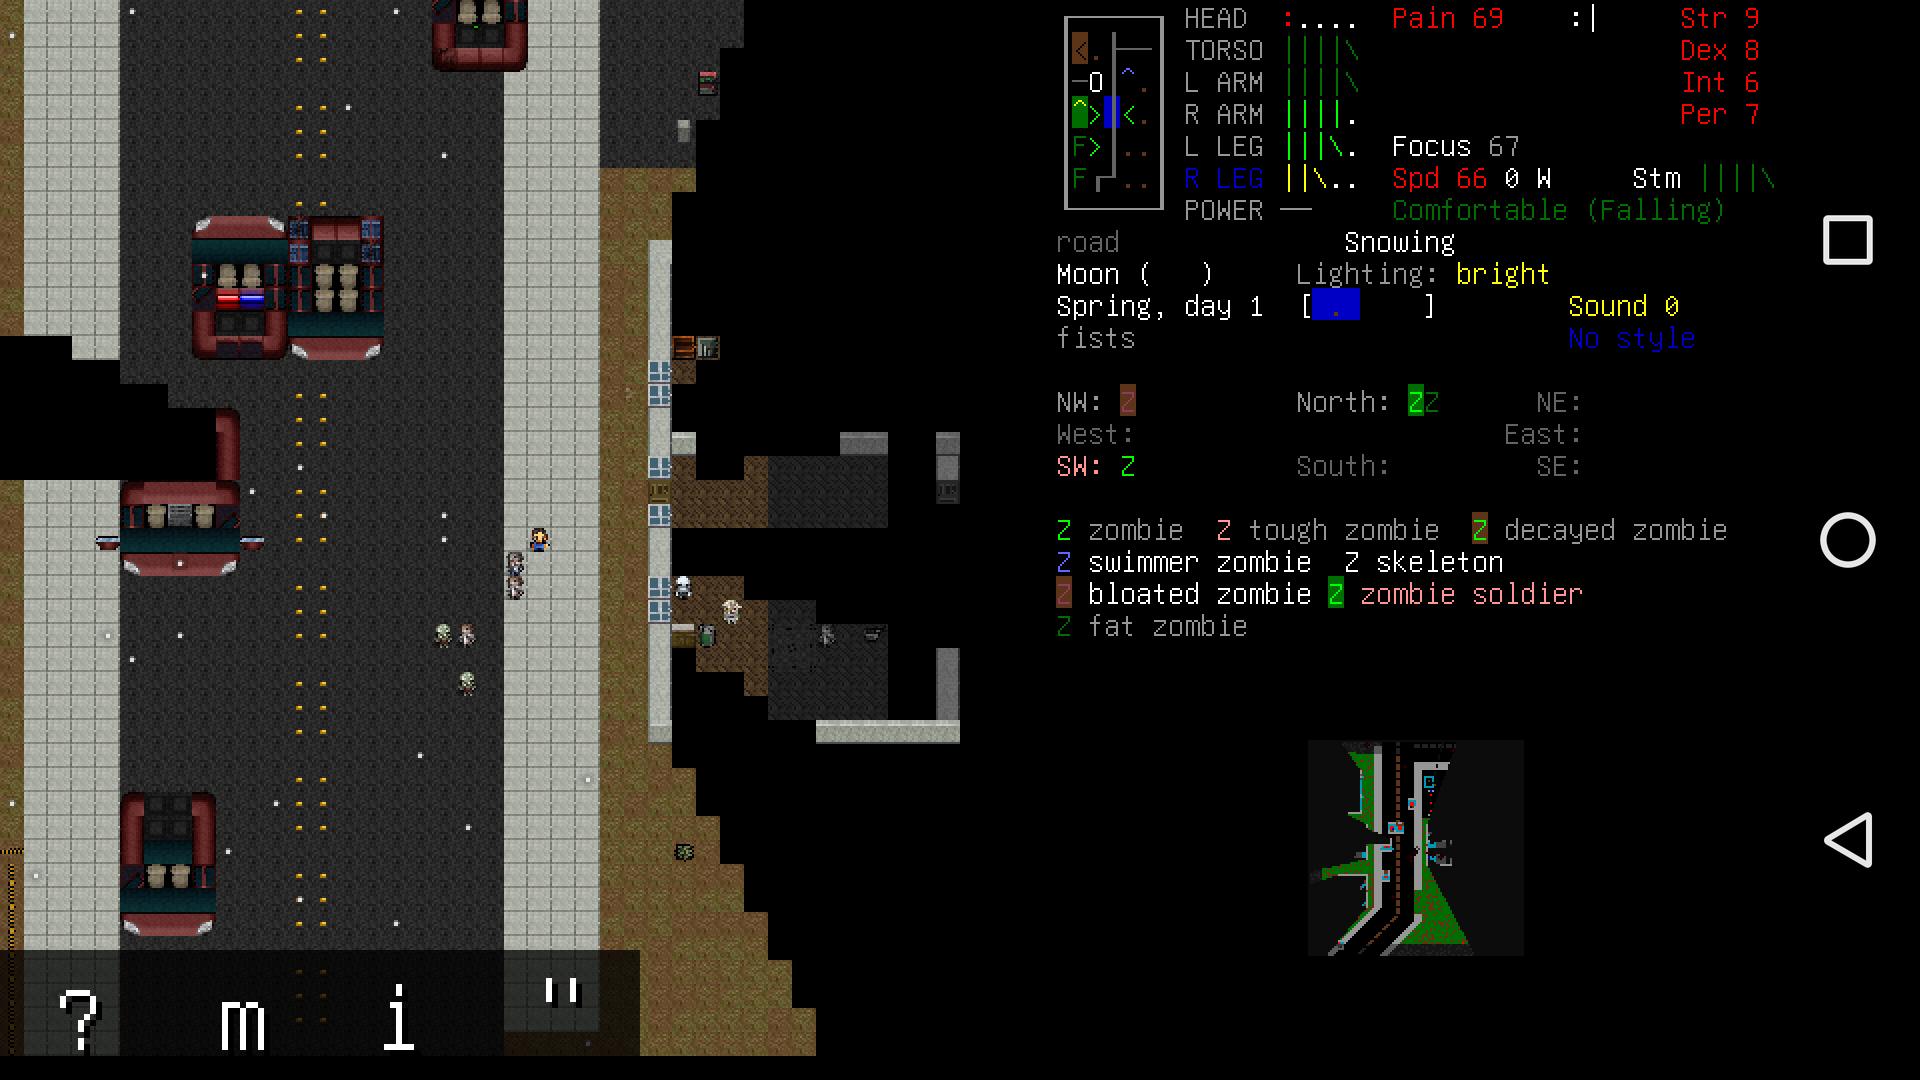 HEAD :.... Pain 69 :| Str 9
TORSO ||||\ Dex 8
L ARM ||||\ Int 6
R ARM ||||. Per 7
L LEG |||\. Focus 67
R LEG ||\.. Spd 66 0 W Stm ||||\
POWER -- Comfortable (Falling)
road Snowing
Moon (   ) Lighting: bright
Spring, day 1 [ .    ] Sound 0
fists No style
NW: Z North: ZZ NE:
West: East:
SW: Z South: SE:
Z zombie Z tough zombie Z decayed zombie
Z swimmer zombie Z skeleton
Z bloated zombie Z zombie soldier
Z fat zombie
? m i "